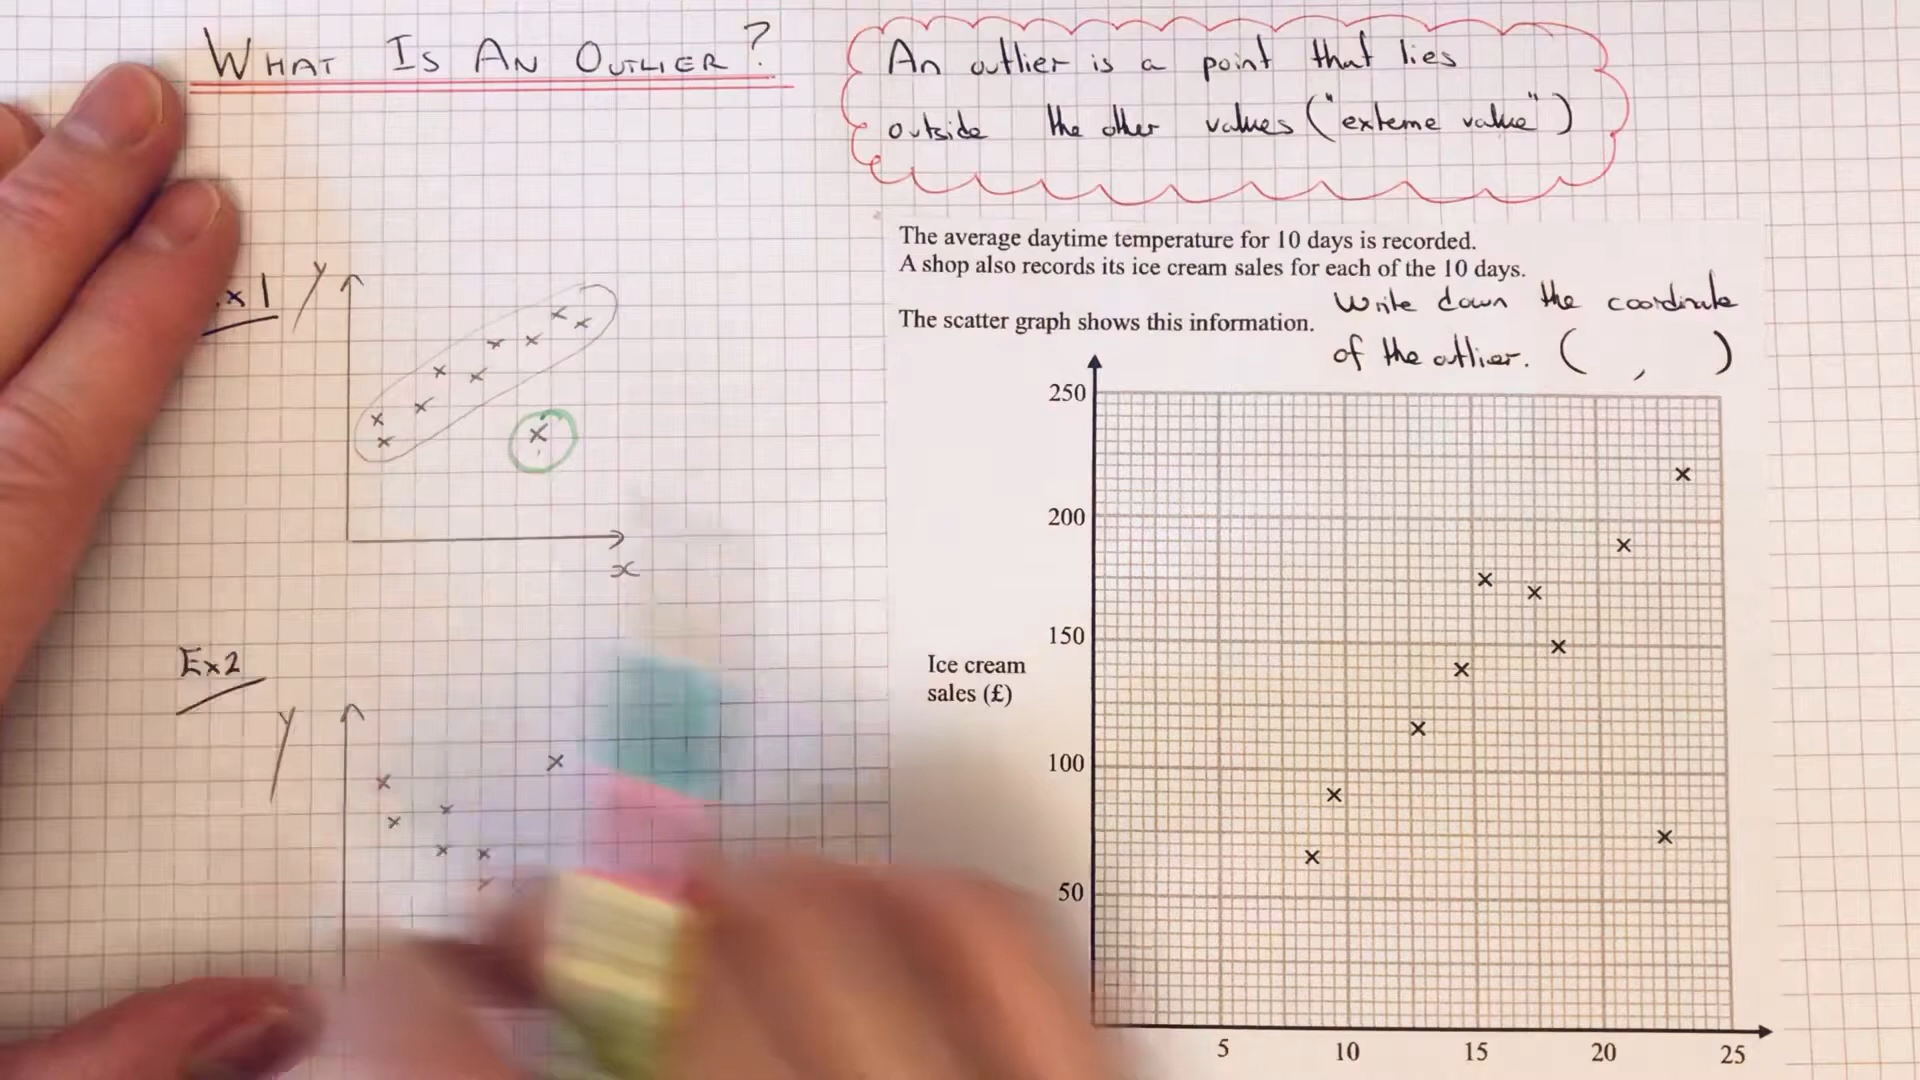 WHAT IS AN OUTLIER?
An outlier is a point that lies
outside the other values ("exteme value")
The average daytime temperature for 10 days is recorded.
A shop also records its ice cream sales for each of the 10 days.
The scatter graph shows this information.
Write down the coordinate
of the outlier. ( , )
x 1
y
x
Ex2
y
250
200
150
100
50
Ice cream
sales (£)
5 10 15 20 25